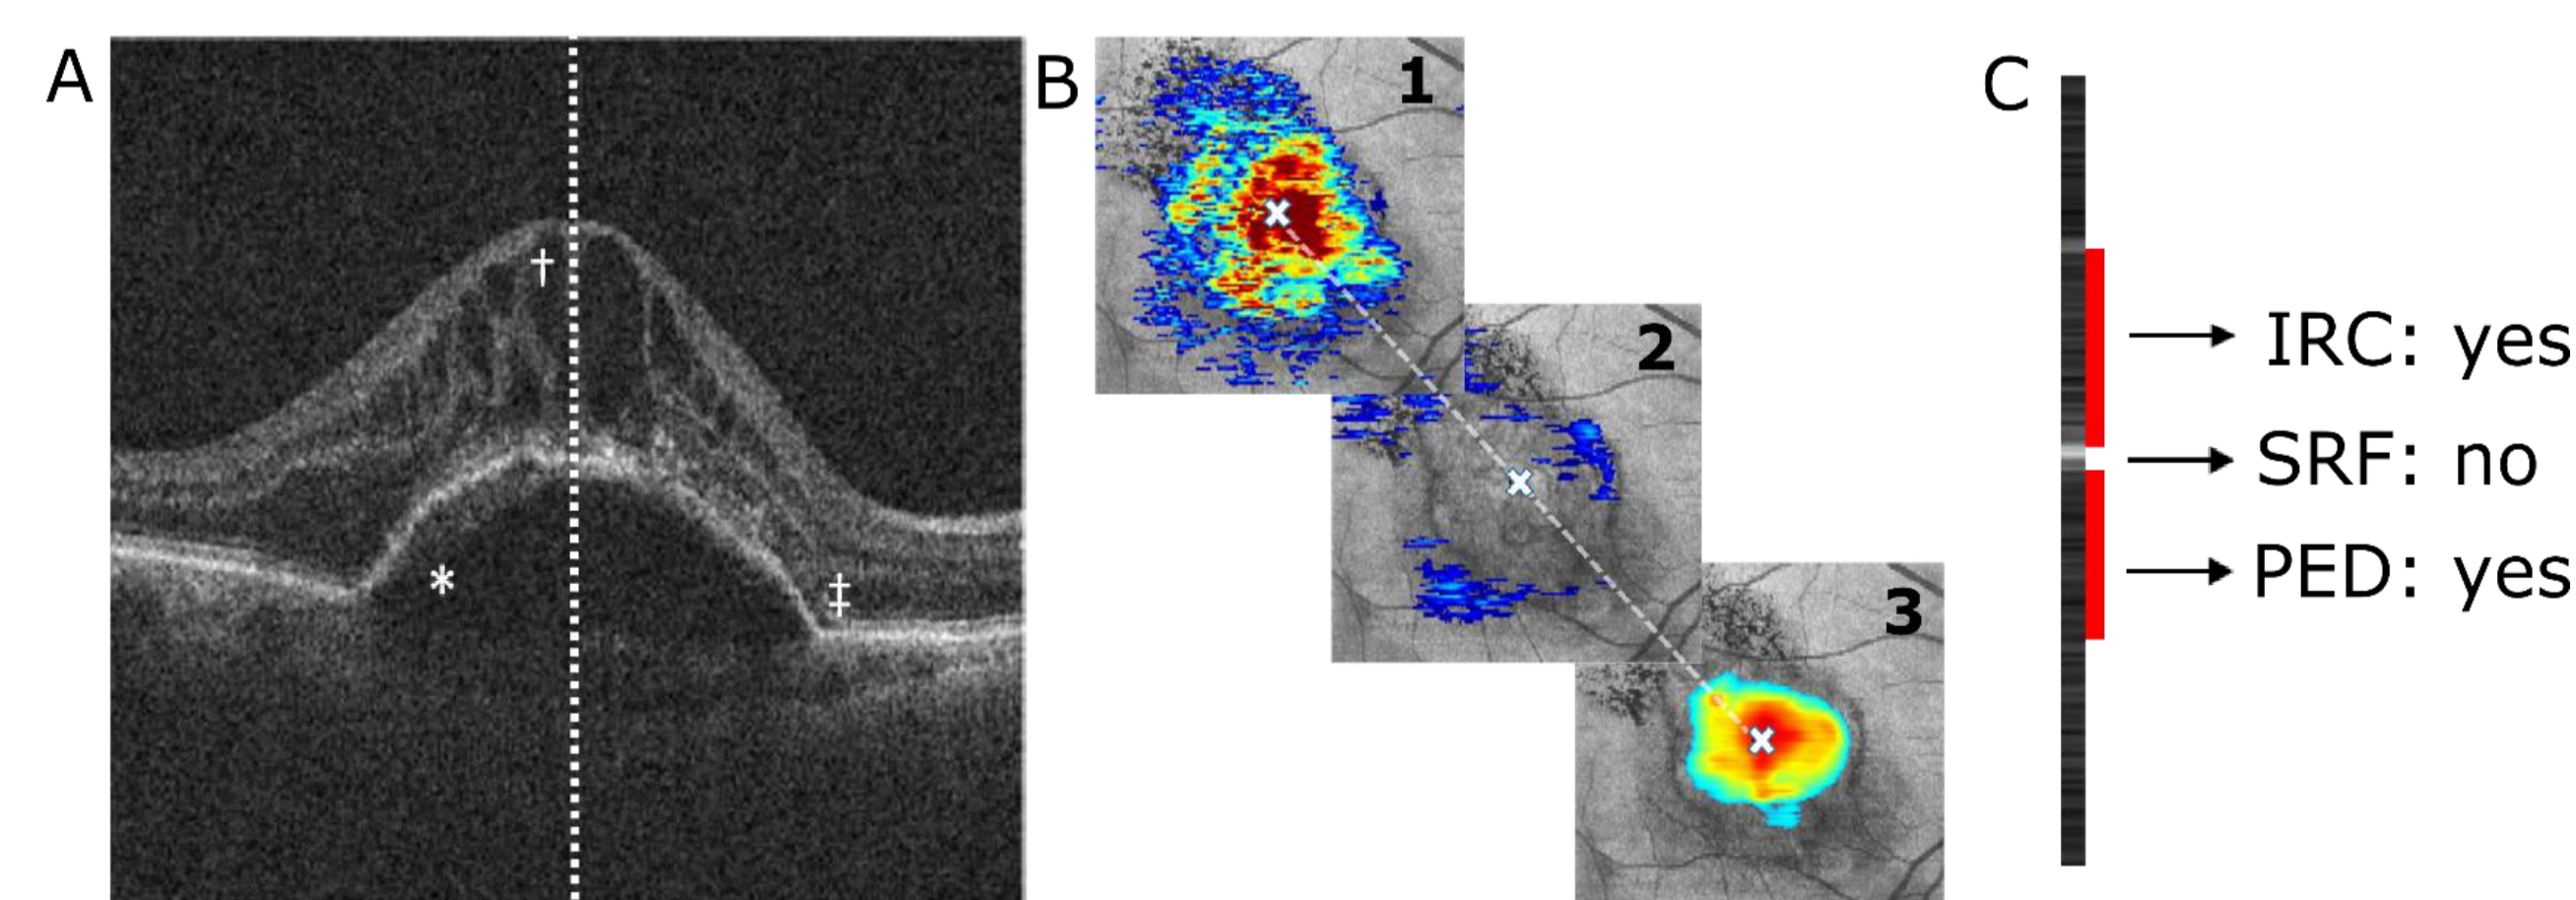 A
†
*
‡
B
1
2
3
C
IRC: yes
SRF: no
PED: yes